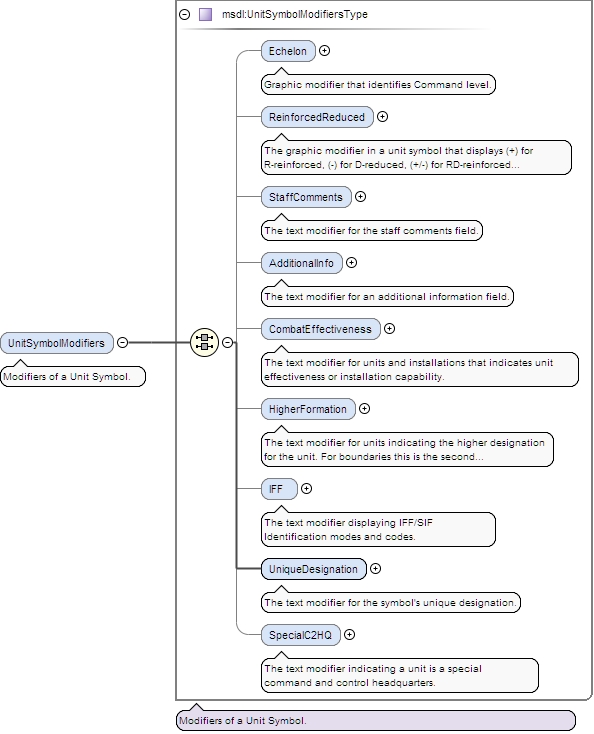 msdl:UnitSymbolModifiersType
Echelon
Graphic modifier that identifies Command level.
ReinforcedReduced
The graphic modifier in a unit symbol that displays (+) for
R-reinforced, (-) for D-reduced, (+/-) for RD-reinforced...
StaffComments
The text modifier for the staff comments field.
AdditionalInfo
The text modifier for an additional information field.
CombatEffectiveness
The text modifier for units and installations that indicates unit
effectiveness or installation capability.
UnitSymbolModifiers
Modifiers of a Unit Symbol.
HigherFormation
The text modifier for units indicating the higher designation
for the unit. For boundaries this is the second...
IFF
The text modifier displaying IFF/SIF
Identification modes and codes.
UniqueDesignation
The text modifier for the symbol's unique designation.
SpecialC2HQ
The text modifier indicating a unit is a special
command and control headquarters.
Modifiers of a Unit Symbol.